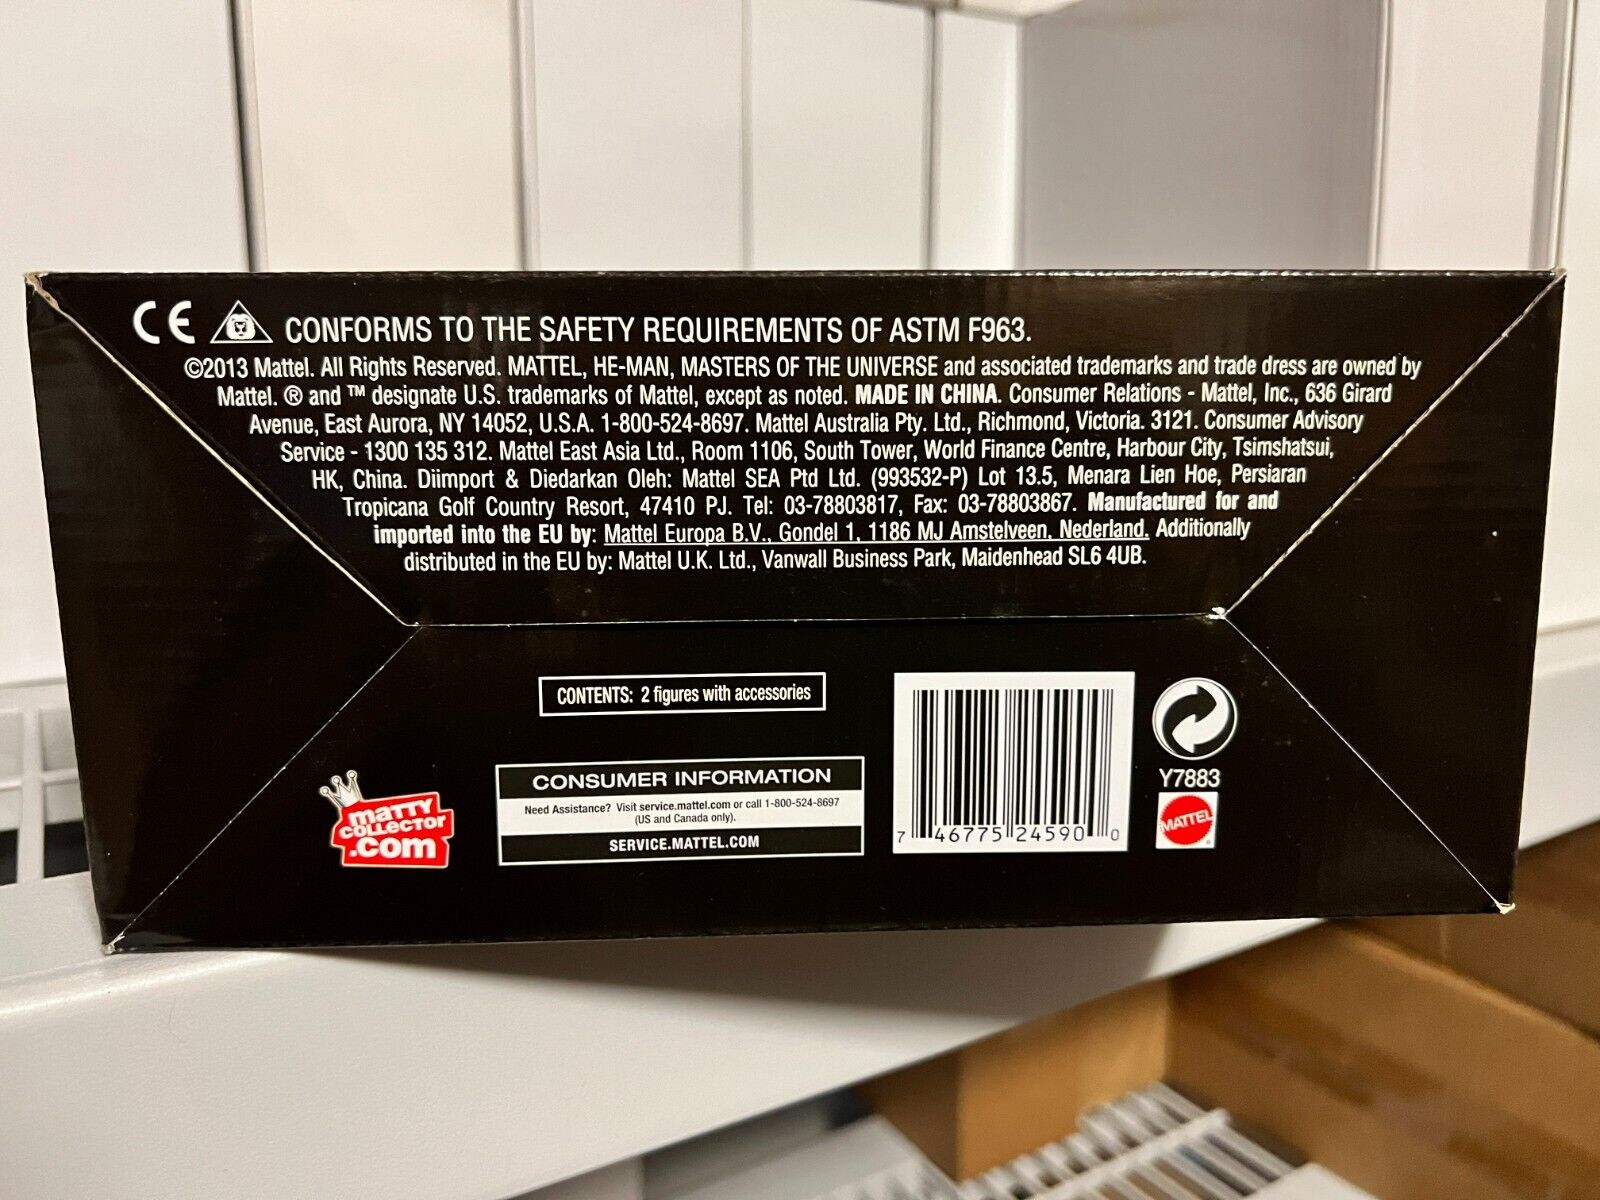 CE CONFORMS TO THE SAFETY REQUIREMENTS OF ASTM F963.
©2013 Mattel. All Rights Reserved. MATTEL, HE-MAN, MASTERS OF THE UNIVERSE and associated trademarks and trade dress are owned by
Mattel. ® and ™ designate U.S. trademarks of Mattel, except as noted. MADE IN CHINA. Consumer Relations - Mattel, Inc., 636 Girard
Avenue, East Aurora, NY 14052, U.S.A. 1-800-524-8697. Mattel Australia Pty. Ltd., Richmond, Victoria. 3121. Consumer Advisory
Service - 1300 135 312. Mattel East Asia Ltd., Room 1106, South Tower, World Finance Centre, Harbour City, Tsimshatsui,
HK, China. Diimport & Diedarkan Oleh: Mattel SEA Ptd Ltd. (993532-P) Lot 13.5, Menara Lien Hoe, Persiaran
Tropicana Golf Country Resort, 47410 PJ. Tel: 03-78803817, Fax: 03-78803867. Manufactured for and
imported into the EU by: Mattel Europa B.V., Gondel 1, 1186 MJ Amstelveen, Nederland. Additionally
distributed in the EU by: Mattel U.K. Ltd., Vanwall Business Park, Maidenhead SL6 4UB.
CONTENTS: 2 figures with accessories
matty
COLLECTOR
.com
CONSUMER INFORMATION
Need Assistance? Visit service.mattel.com or call 1-800-524-8697
(US and Canada only).
SERVICE.MATTEL.COM
7 46775 24590 0
Y7883
MATTEL